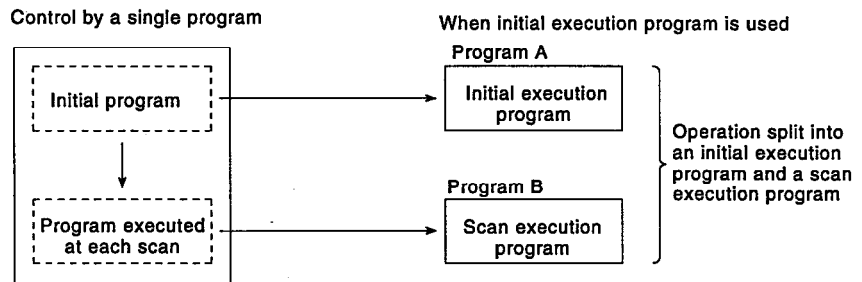 Control by a single program
When initial execution program is used
Program A
Initial program
Initial execution
program
Operation split into
an initial execution
program and a scan
execution program
Program B
Program executed
at each scan
Scan execution
program